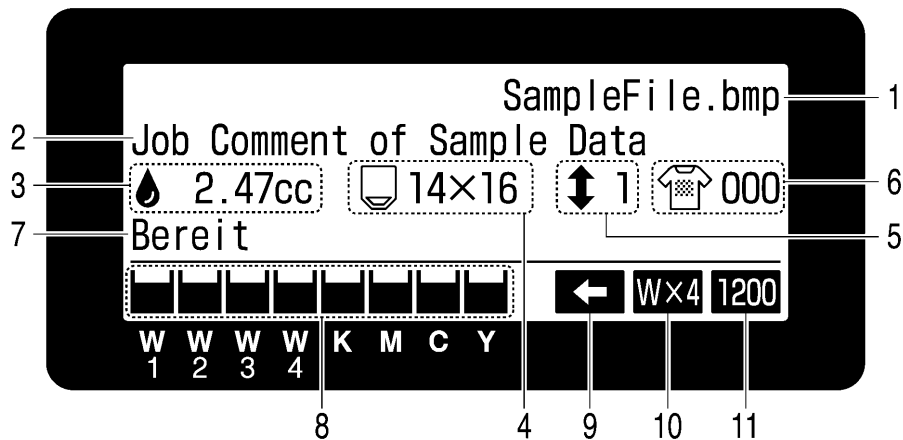 SampleFile.bmp 1
2 Job Comment of Sample Data
3 2.47cc 14×16 1 000 6
7 Bereit 5
W×4 1200
W W W W K M C Y
1 2 3 4
8 4 9 10 11